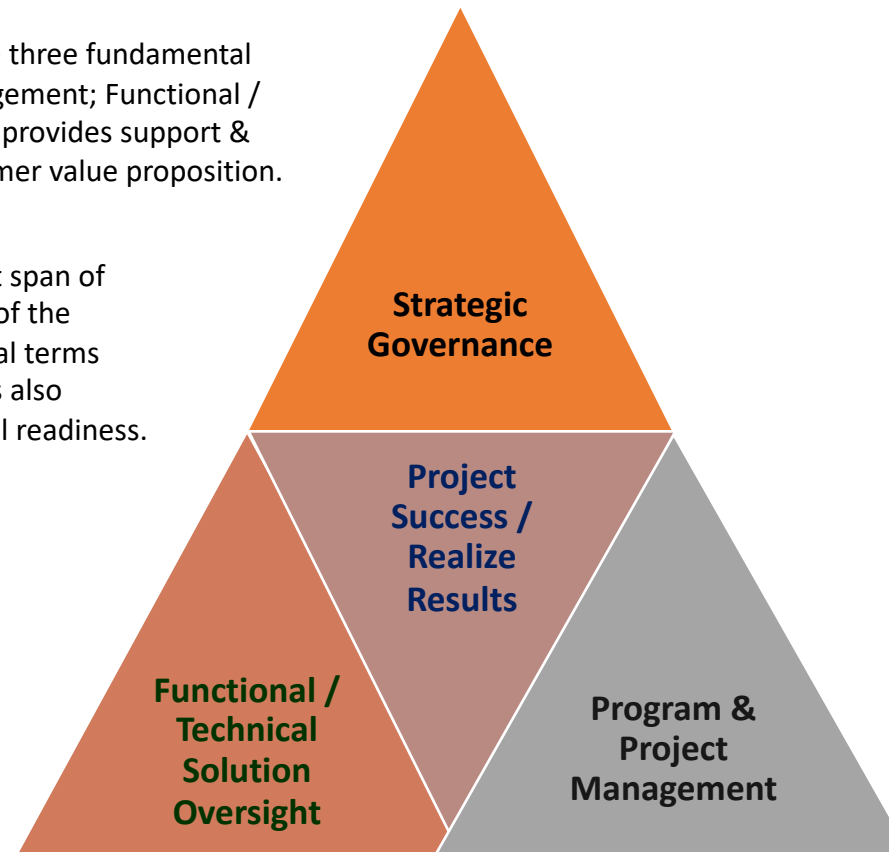 three fundamental
gement; Functional /
provides support &
mer value proposition.
span of
of the
al terms
s also
l readiness.
Strategic
Governance
Project
Success /
Realize
Results
Functional /
Technical
Solution
Oversight
Program &
Project
Management